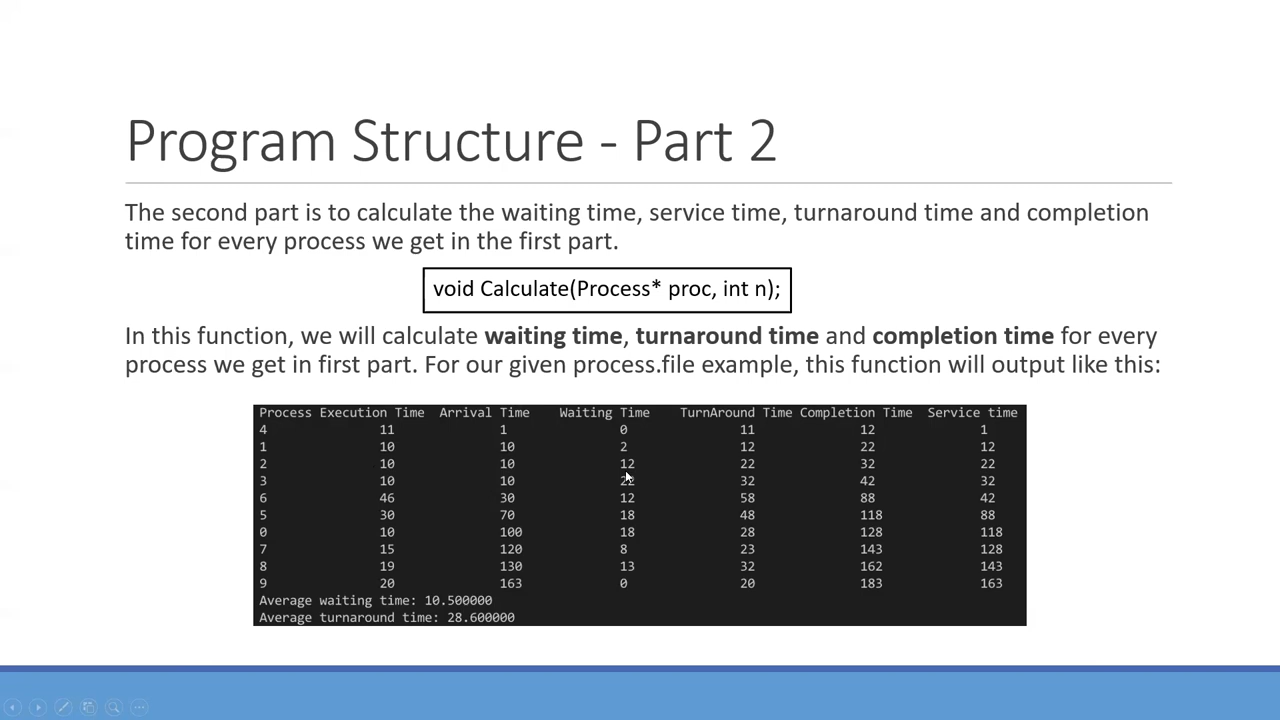 Program Structure - Part 2
The second part is to calculate the waiting time, service time, turnaround time and completion
time for every process we get in the first part.
void Calculate(Process* proc, int n);
In this function, we will calculate waiting time, turnaround time and completion time for every
process we get in first part. For our given process.file example, this function will output like this:
Process Execution Time Arrival Time Waiting Time TurnAround Time Completion Time Service time
4 11 1 0 11 12 1
1 10 10 2 12 22 12
2 10 10 12 22 32 22
3 10 10 22 32 42 32
6 46 30 12 58 88 42
5 30 70 18 48 118 88
0 10 100 18 28 128 118
7 15 120 8 23 143 128
8 19 130 13 32 162 143
9 20 163 0 20 183 163
Average waiting time: 10.500000
Average turnaround time: 28.600000